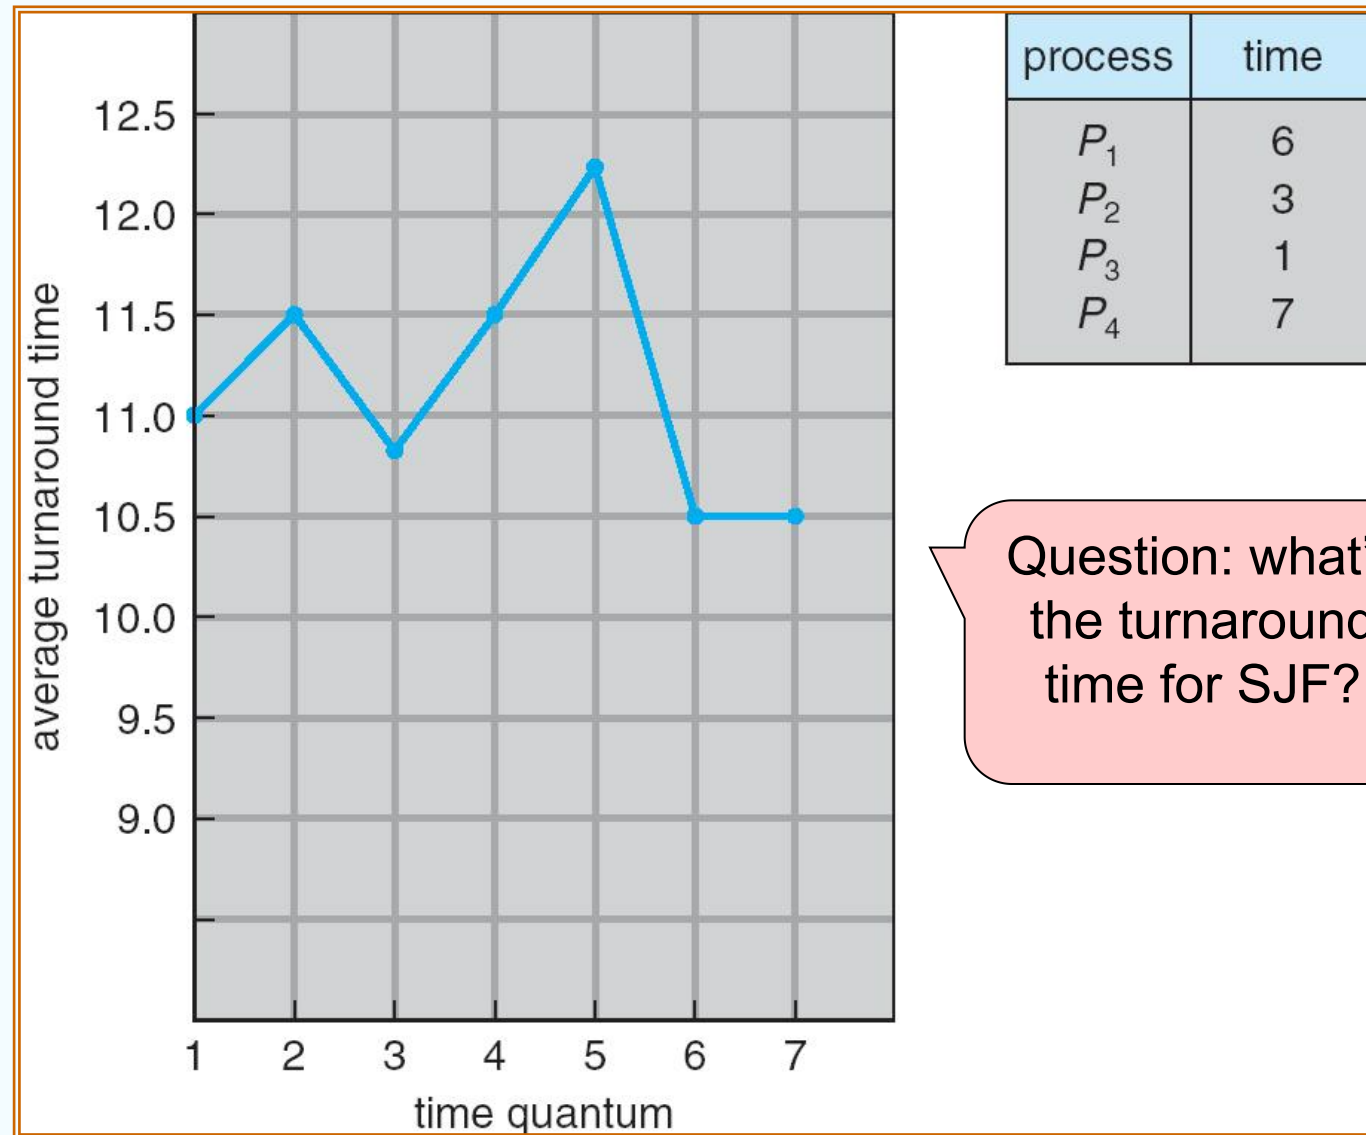 12.5
12.0
11.5
11.0
10.5
10.0
9.5
9.0
average turnaround time
1 2 3 4 5 6 7
time quantum
process time
P₁ 6
P₂ 3
P₃ 1
P₄ 7
Question: what'
the turnaround
time for SJF?